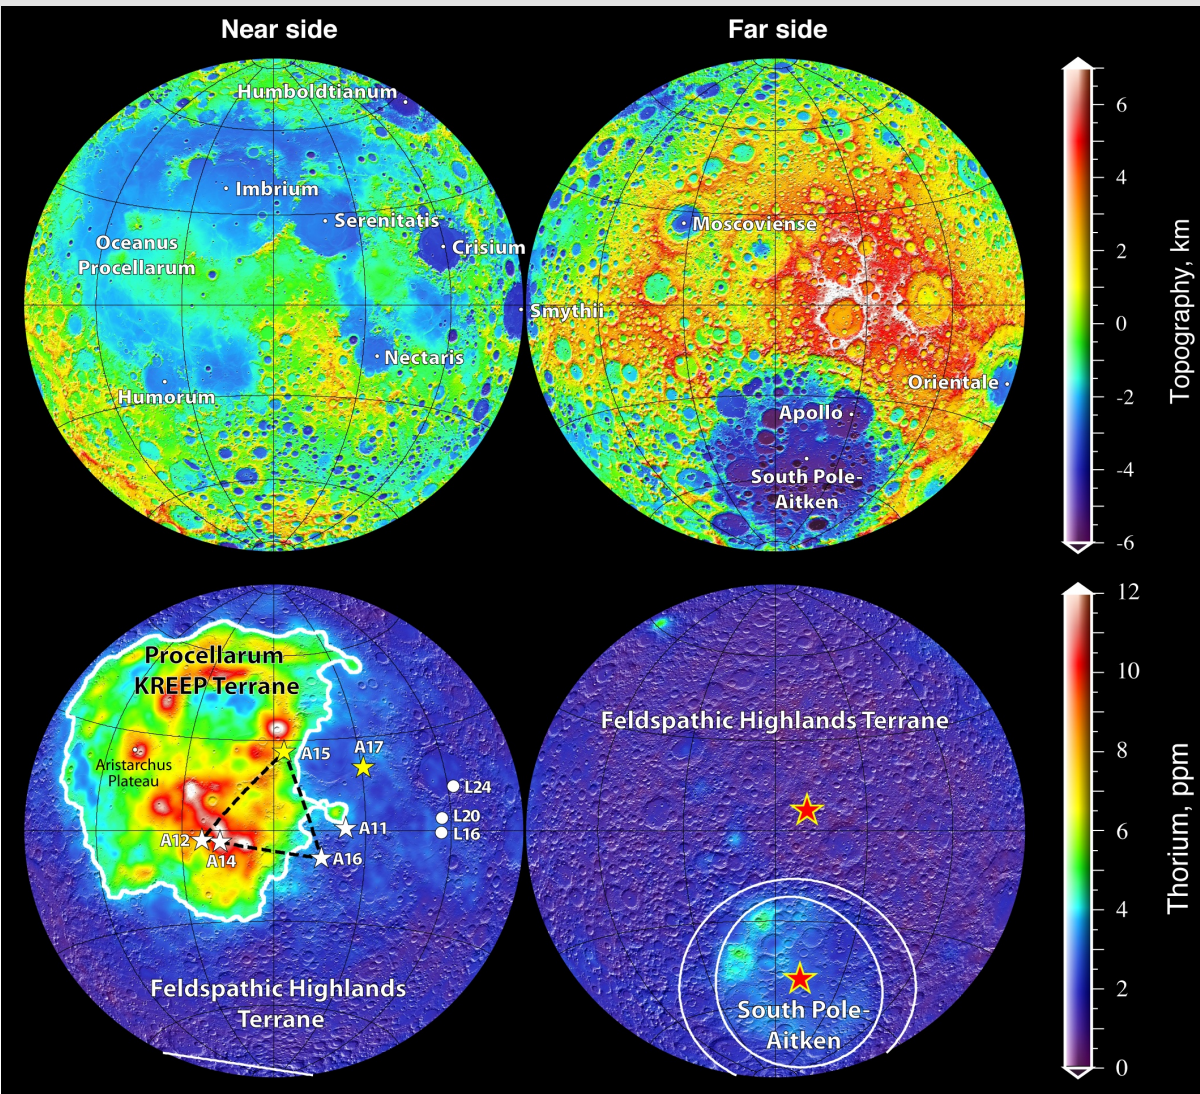 Near side
Far side
Humboldtianum
Imbrium
Serenitatis
Oceanus
Procellarum
Crisium
Smythii
Nectaris
Humorum
Moscoviense
Orientale
Apollo
South Pole-
Aitken
6
4
2
0
-2
-4
-6
Topography, km
Procellarum
KREEP Terrane
Aristarchus
Plateau
A15
A17
L24
L20
L16
A11
A12
A14
A16
Feldspathic Highlands
Terrane
Feldspathic Highlands Terrane
South Pole-
Aitken
12
10
8
6
4
2
0
Thorium, ppm